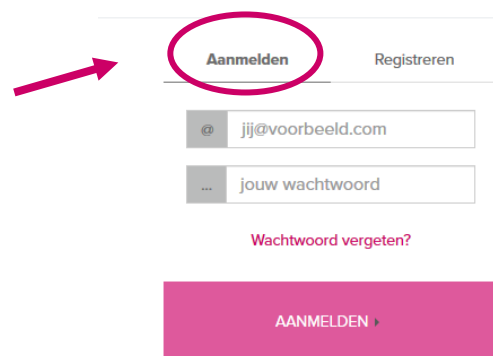 Aanmelden Registreren
@ jij@voorbeeld.com
... jouw wachtwoord
Wachtwoord vergeten?
AANMELDEN